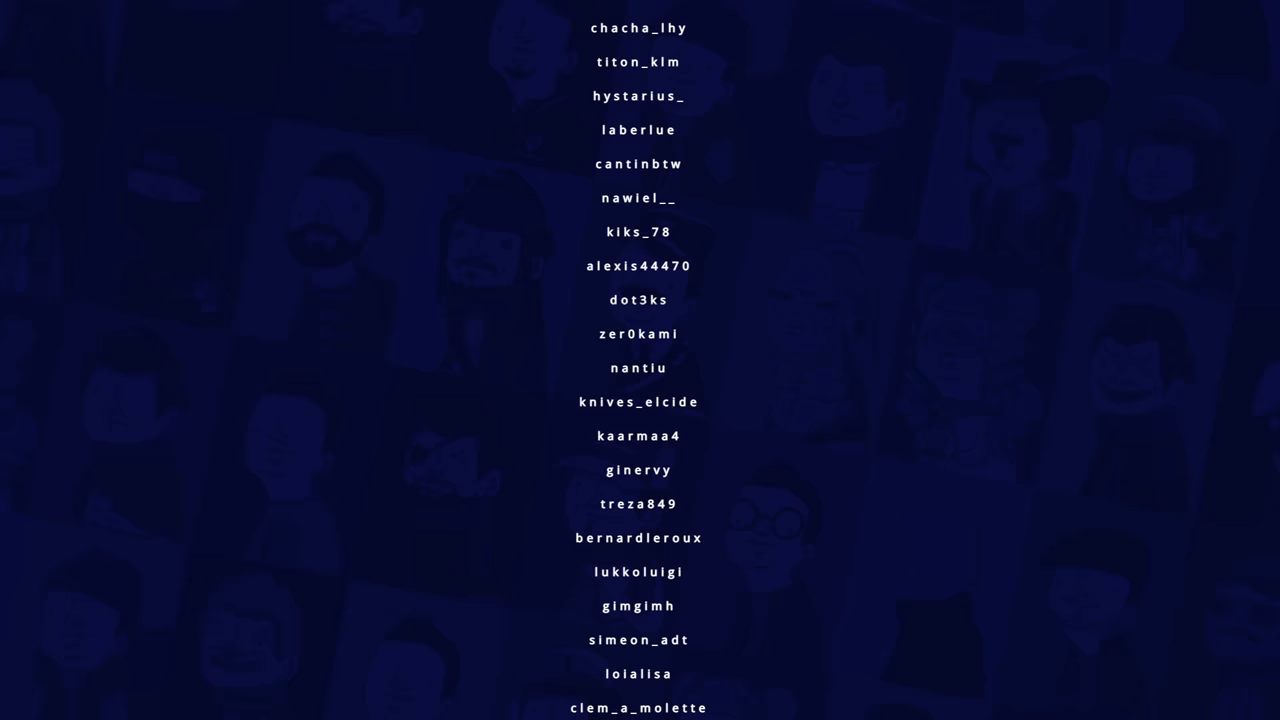 chacha_lhy
titon_klm
hystarius_
laberlue
cantinbtw
nawiel__
kiks_78
alexis44470
dot3ks
zer0kami
nantiu
knives_elcide
kaarmaa4
ginervy
treza849
bernardleroux
lukkoluigi
gimgimh
simeon_adt
loialisa
clem_a_molette